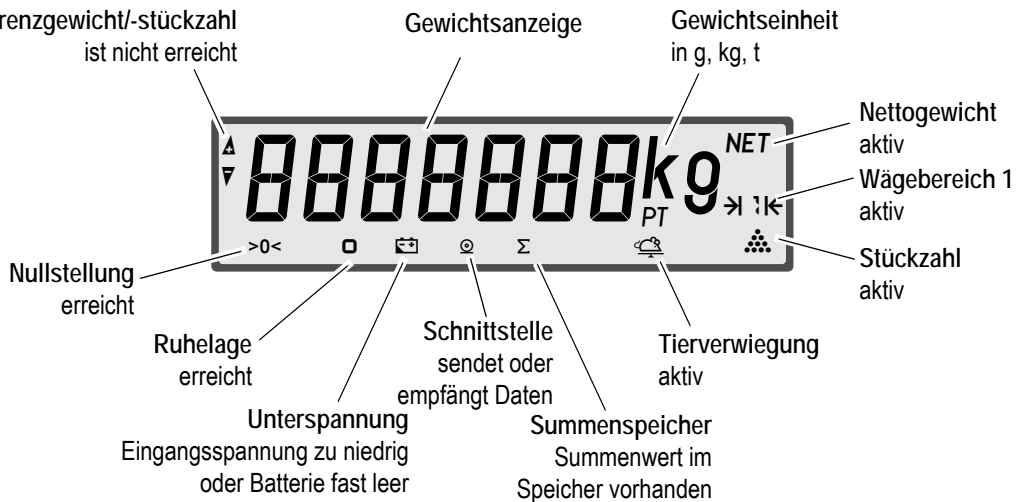 renzgewicht/-stückzahl
ist nicht erreicht
Gewichtsanzeige
Gewichtseinheit
in g, kg, t
Nettogewicht
aktiv
Wägebereich 1
aktiv
Stückzahl
aktiv
8888888kg
NET
PT
1
>0<
Σ
Nullstellung
erreicht
Ruhelage
erreicht
Unterspannung
Eingangsspannung zu niedrig
oder Batterie fast leer
Schnittstelle
sendet oder
empfängt Daten
Summenspeicher
Summenwert im
Speicher vorhanden
Tierverwiegung
aktiv